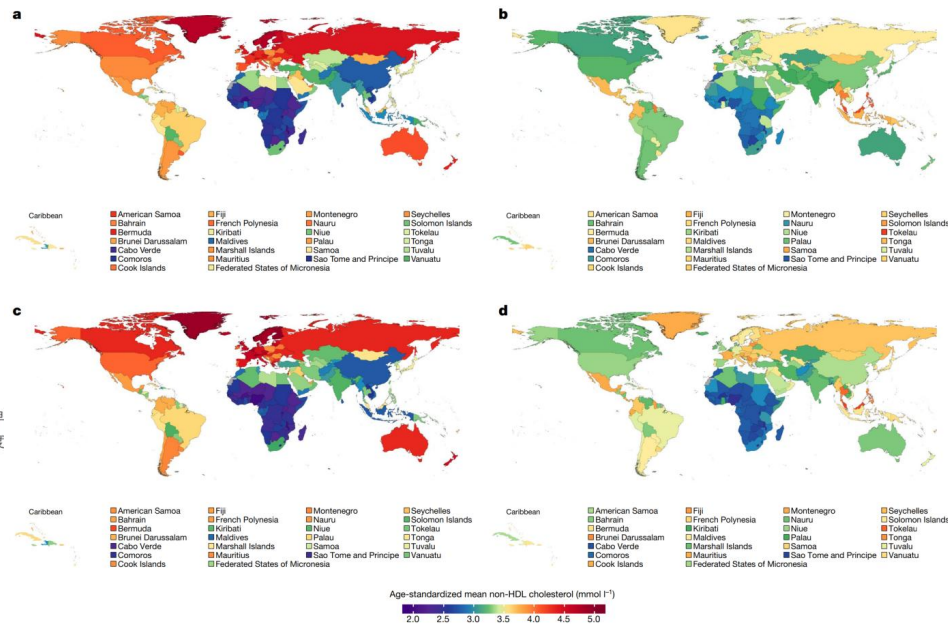 a
b
Caribbean
American Samoa
Bahrain
Bermuda
Brunei Darussalam
Cabo Verde
Comoros
Cook Islands
Fiji
French Polynesia
Kiribati
Maldives
Marshall Islands
Mauritius
Federated States of Micronesia
Montenegro
Nauru
Niue
Palau
Samoa
Sao Tome and Principe
Seychelles
Solomon Islands
Tokelau
Tonga
Tuvalu
Vanuatu
Caribbean
American Samoa
Bahrain
Bermuda
Brunei Darussalam
Cabo Verde
Comoros
Cook Islands
Fiji
French Polynesia
Kiribati
Maldives
Marshall Islands
Mauritius
Federated States of Micronesia
Montenegro
Nauru
Niue
Palau
Samoa
Sao Tome and Principe
Seychelles
Solomon Islands
Tokelau
Tonga
Tuvalu
Vanuatu
c
d
Caribbean
American Samoa
Bahrain
Bermuda
Brunei Darussalam
Cabo Verde
Comoros
Cook Islands
Fiji
French Polynesia
Kiribati
Maldives
Marshall Islands
Mauritius
Federated States of Micronesia
Montenegro
Nauru
Niue
Palau
Samoa
Sao Tome and Principe
Seychelles
Solomon Islands
Tokelau
Tonga
Tuvalu
Vanuatu
Caribbean
American Samoa
Bahrain
Bermuda
Brunei Darussalam
Cabo Verde
Comoros
Cook Islands
Fiji
French Polynesia
Kiribati
Maldives
Marshall Islands
Mauritius
Federated States of Micronesia
Montenegro
Nauru
Niue
Palau
Samoa
Sao Tome and Principe
Seychelles
Solomon Islands
Tokelau
Tonga
Tuvalu
Vanuatu
Age-standardized mean non-HDL cholesterol (mmol l⁻¹)
2.0 2.5 3.0 3.5 4.0 4.5 5.0